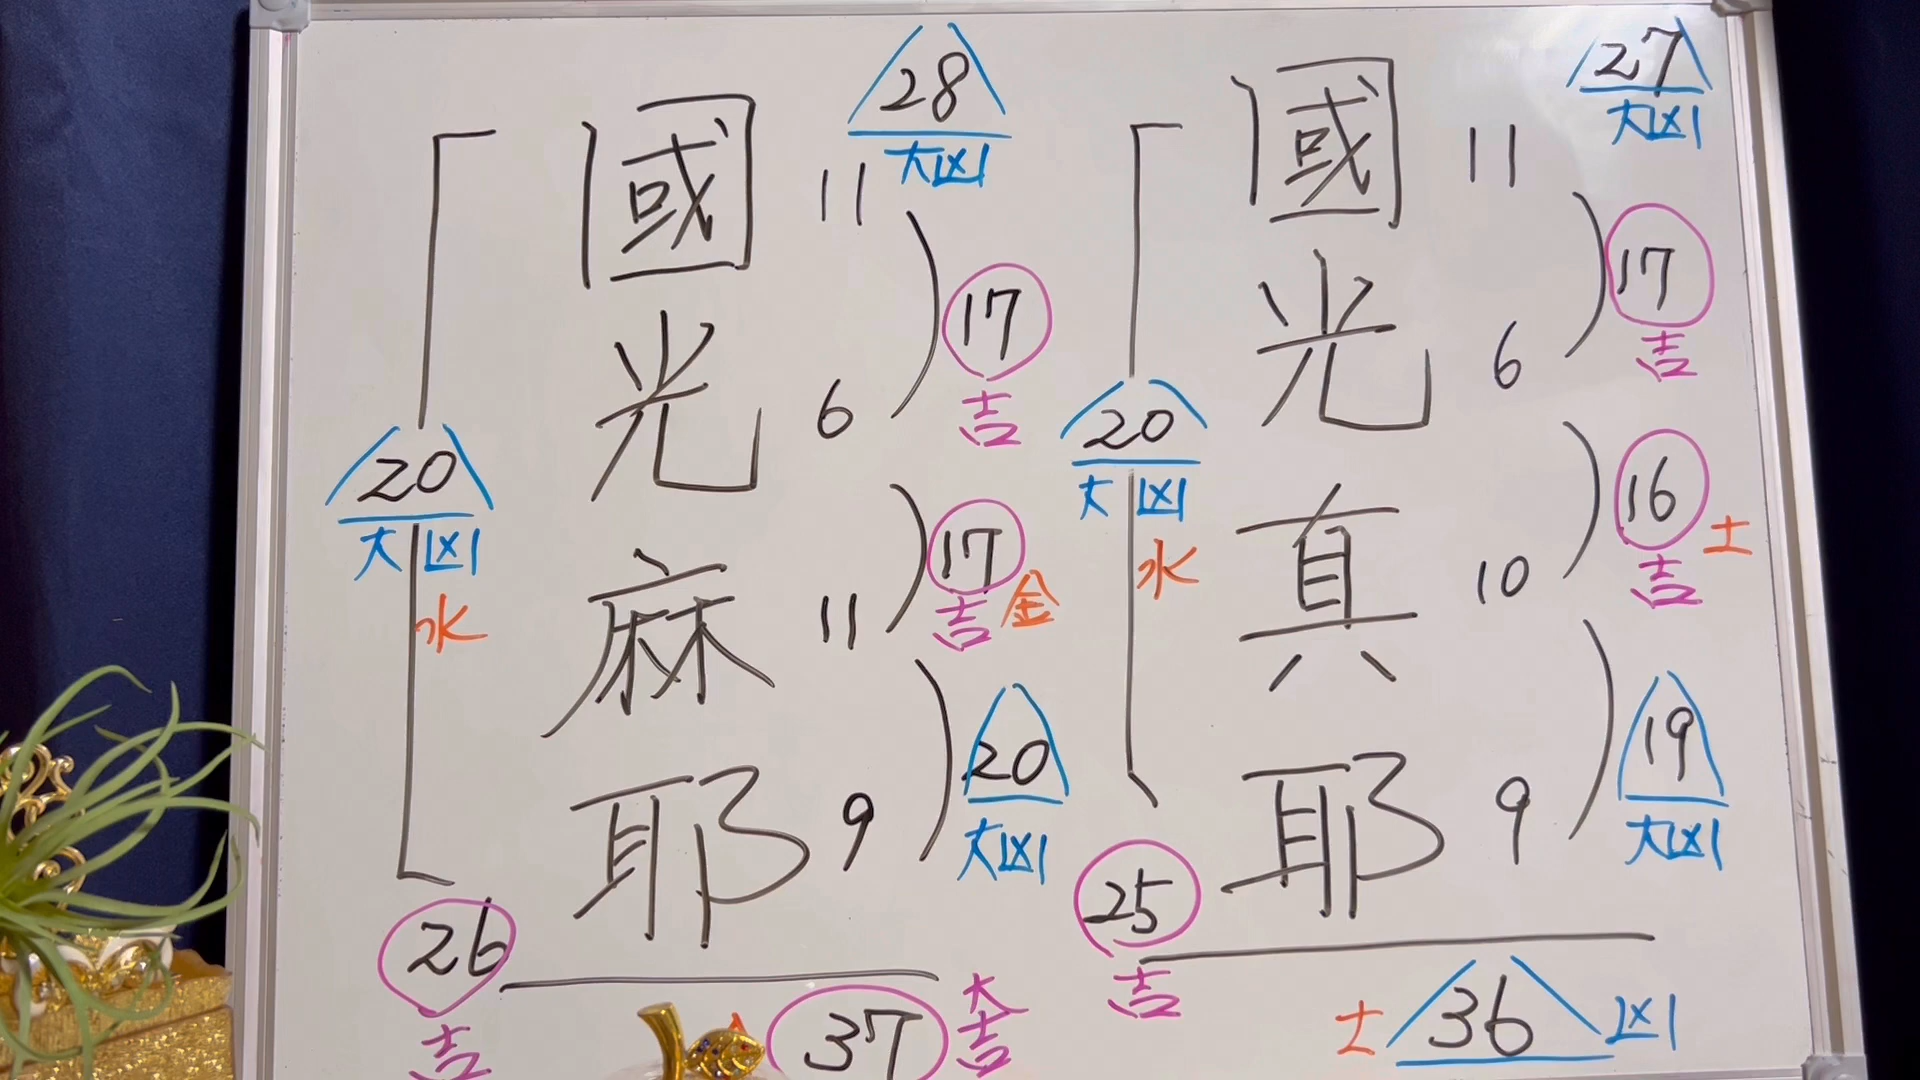 28
大凶
國 11
17
吉
光 6
20
大凶
水
17
吉 金
麻 11
20
大凶
耶 9
26
吉
37
大吉
27
大凶
國 11
17
吉
光 6
20
大凶
水
16
吉
土
真 10
19
大凶
耶 9
25
吉
土 36 凶